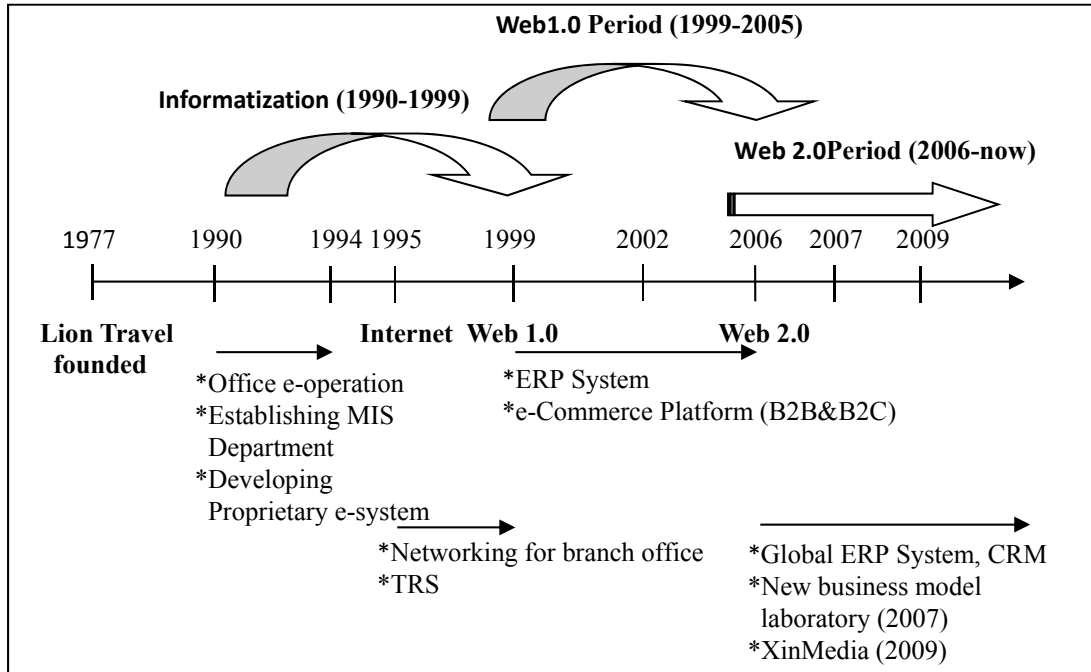 Web1.0 Period (1999-2005)
Informatization (1990-1999)
Web 2.0Period (2006-now)
1977 1990 1994 1995 1999 2002 2006 2007 2009
Lion Travel
founded
Internet
Web 1.0
Web 2.0
*Office e-operation
*Establishing MIS
Department
*Developing
Proprietary e-system
*ERP System
*e-Commerce Platform (B2B&B2C)
*Networking for branch office
*TRS
*Global ERP System, CRM
*New business model
laboratory (2007)
*XinMedia (2009)